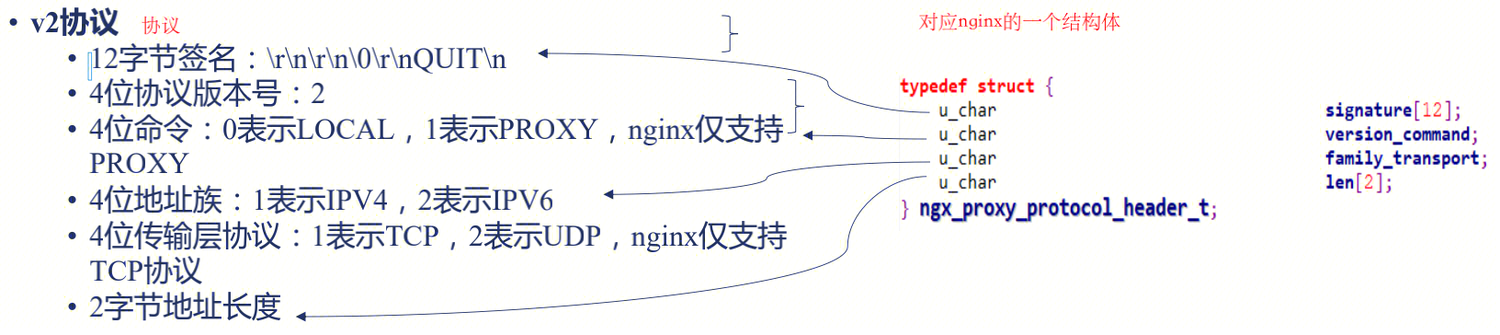 • v2协议 协议
• 12字节签名：\r\n\r\n\0\r\nQUIT\n
• 4位协议版本号：2
• 4位命令：0表示LOCAL，1表示PROXY，nginx仅支持
PROXY
• 4位地址族：1表示IPV4，2表示IPV6
• 4位传输层协议：1表示TCP，2表示UDP，nginx仅支持
TCP协议
• 2字节地址长度
对应nginx的一个结构体
typedef struct {
u_char signature[12];
u_char version_command;
u_char family_transport;
u_char len[2];
} ngx_proxy_protocol_header_t;